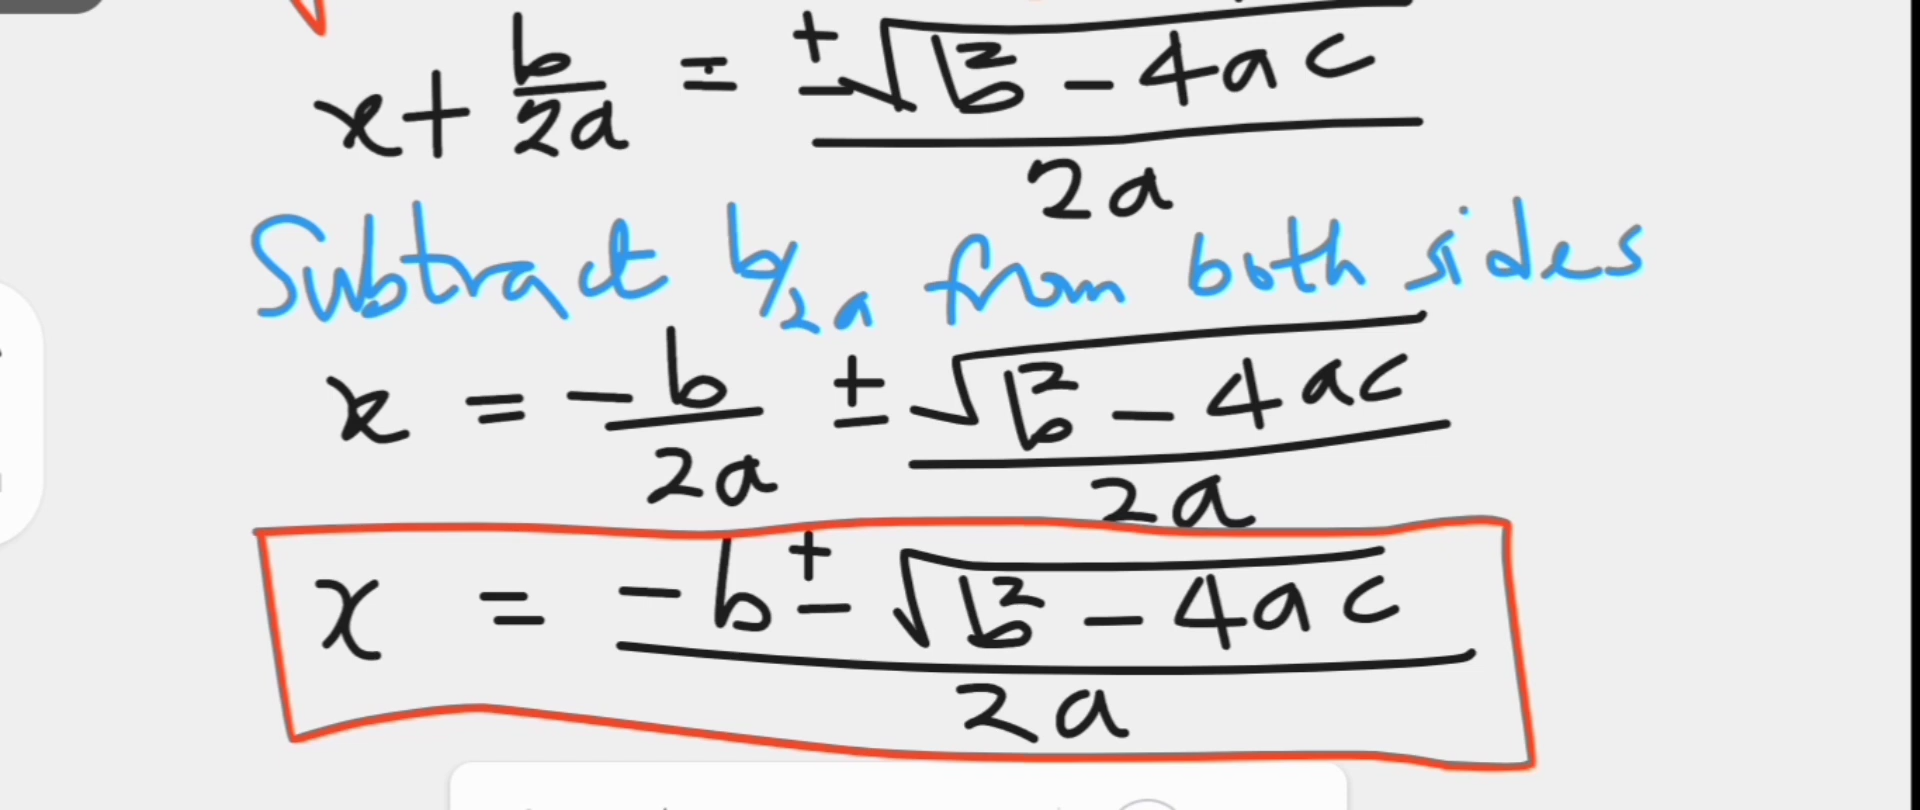 x + b/2a = ±√(b² - 4ac)/2a
Subtract b/2a from both sides
x = -b/2a ± √(b² - 4ac)/2a
x = (-b ± √(b² - 4ac))/2a